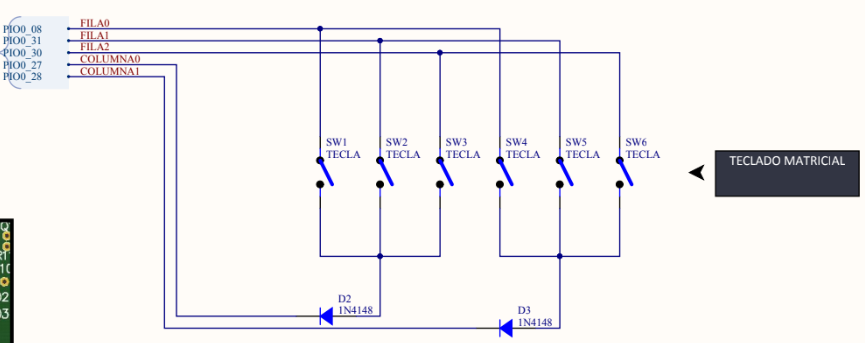 PIO0_08
PIO0_31
PIO0_30
PIO0_27
PIO0_28
FILA0
FILA1
FILA2
COLUMNA0
COLUMNA1
SW1
TECLA
SW2
TECLA
SW3
TECLA
SW4
TECLA
SW5
TECLA
SW6
TECLA
TECLADO MATRICIAL
D2
1N4148
D3
1N4148